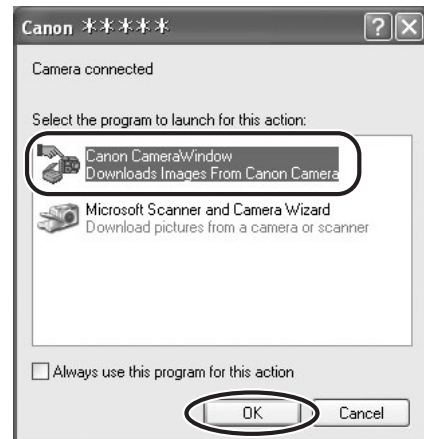 Canon *****
Camera connected
Select the program to launch for this action:
Canon CameraWindow
Downloads Images From Canon Camera
Microsoft Scanner and Camera Wizard
Download pictures from a camera or scanner
Always use this program for this action
OK
Cancel